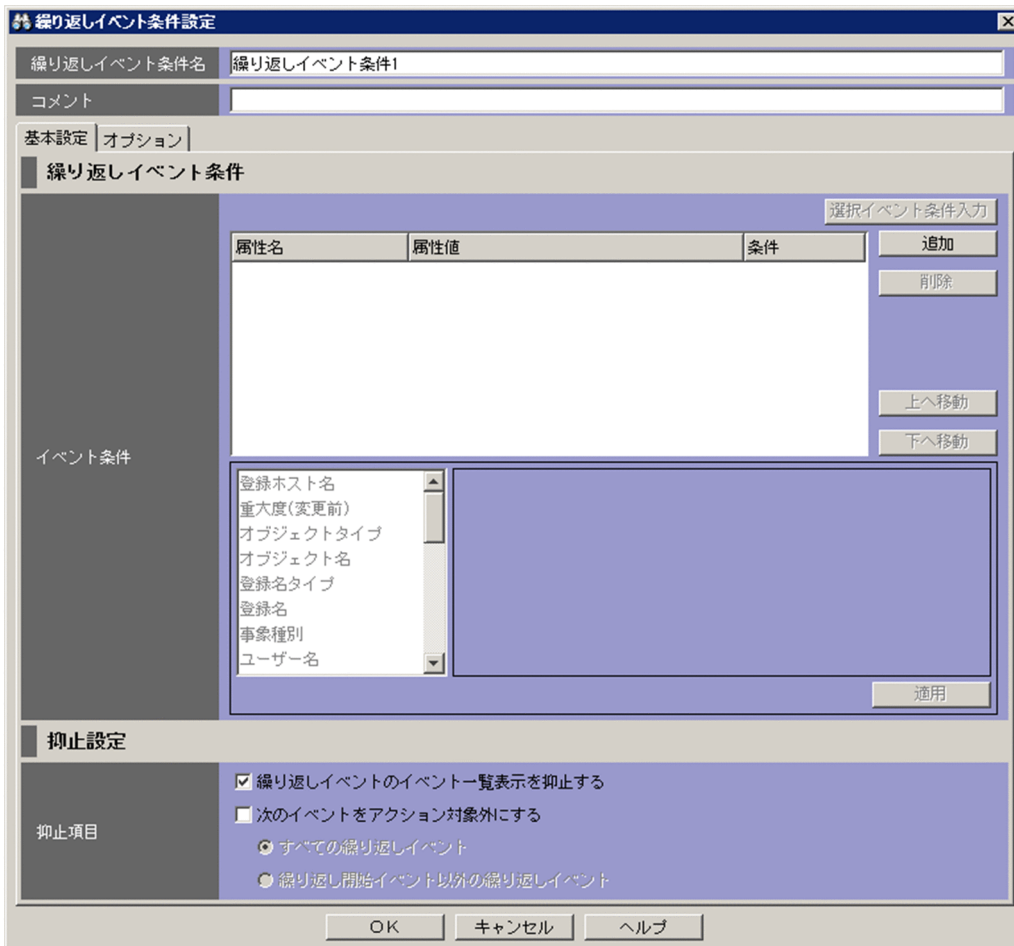 繰り返しイベント条件設定
繰り返しイベント条件名 繰り返しイベント条件1
コメント
基本設定 オプション
繰り返しイベント条件
選択イベント条件入力
属性名 属性値 条件 追加
削除
上へ移動
下へ移動
イベント条件
登録ホスト名
重大度(変更前)
オブジェクトタイプ
オブジェクト名
登録名タイプ
登録名
事象種別
ユーザー名
適用
抑止設定
抑止項目
繰り返しイベントのイベント一覧表示を抑止する
次のイベントをアクション対象外にする
すべての繰り返しイベント
繰り返し開始イベント以外の繰り返しイベント
OK キャンセル ヘルプ